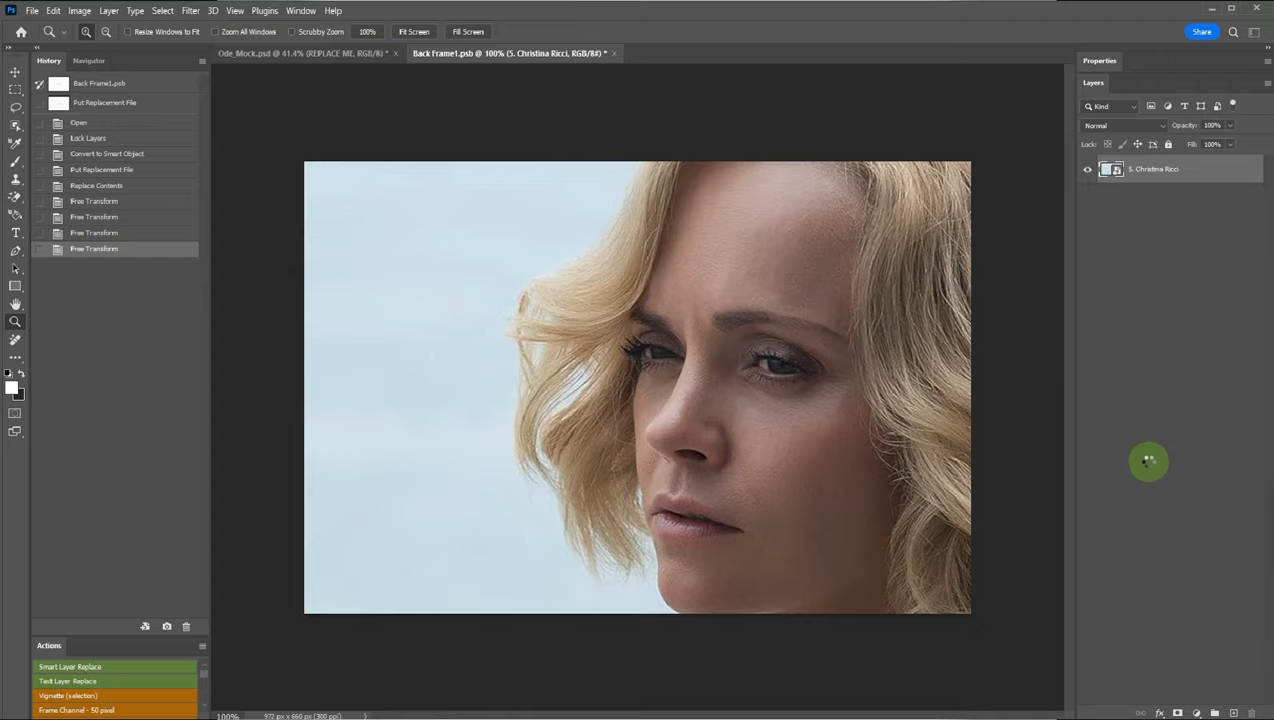 Ps File Edit Image Layer Type Select Filter 3D View Plugins Window Help
Resize Windows to Fit Zoom All Windows Scrubby Zoom 100% Fit Screen Fill Screen Share
Ode_IMock.psd @ 41.4% (REPLACE ME, RGB/8) * × Back Frame1.psb @ 100% (5. Christina Ricci, RGB/8#) * ×
History Navigator
Back Frame1.psb
Put Replacement File
Open
Lock Layers
Convert to Smart Object
Put Replacement File
Replace Contents
Free Transform
Free Transform
Free Transform
Free Transform
Actions
Smart Layer Replace
Text Layer Replace
Vignette (selection)
Frame Channel - 50 pixel
100% 972 px x 660 px (300 ppi)
Properties
Layers
Kind
Normal Opacity: 100%
Lock: Fill: 100%
5. Christina Ricci